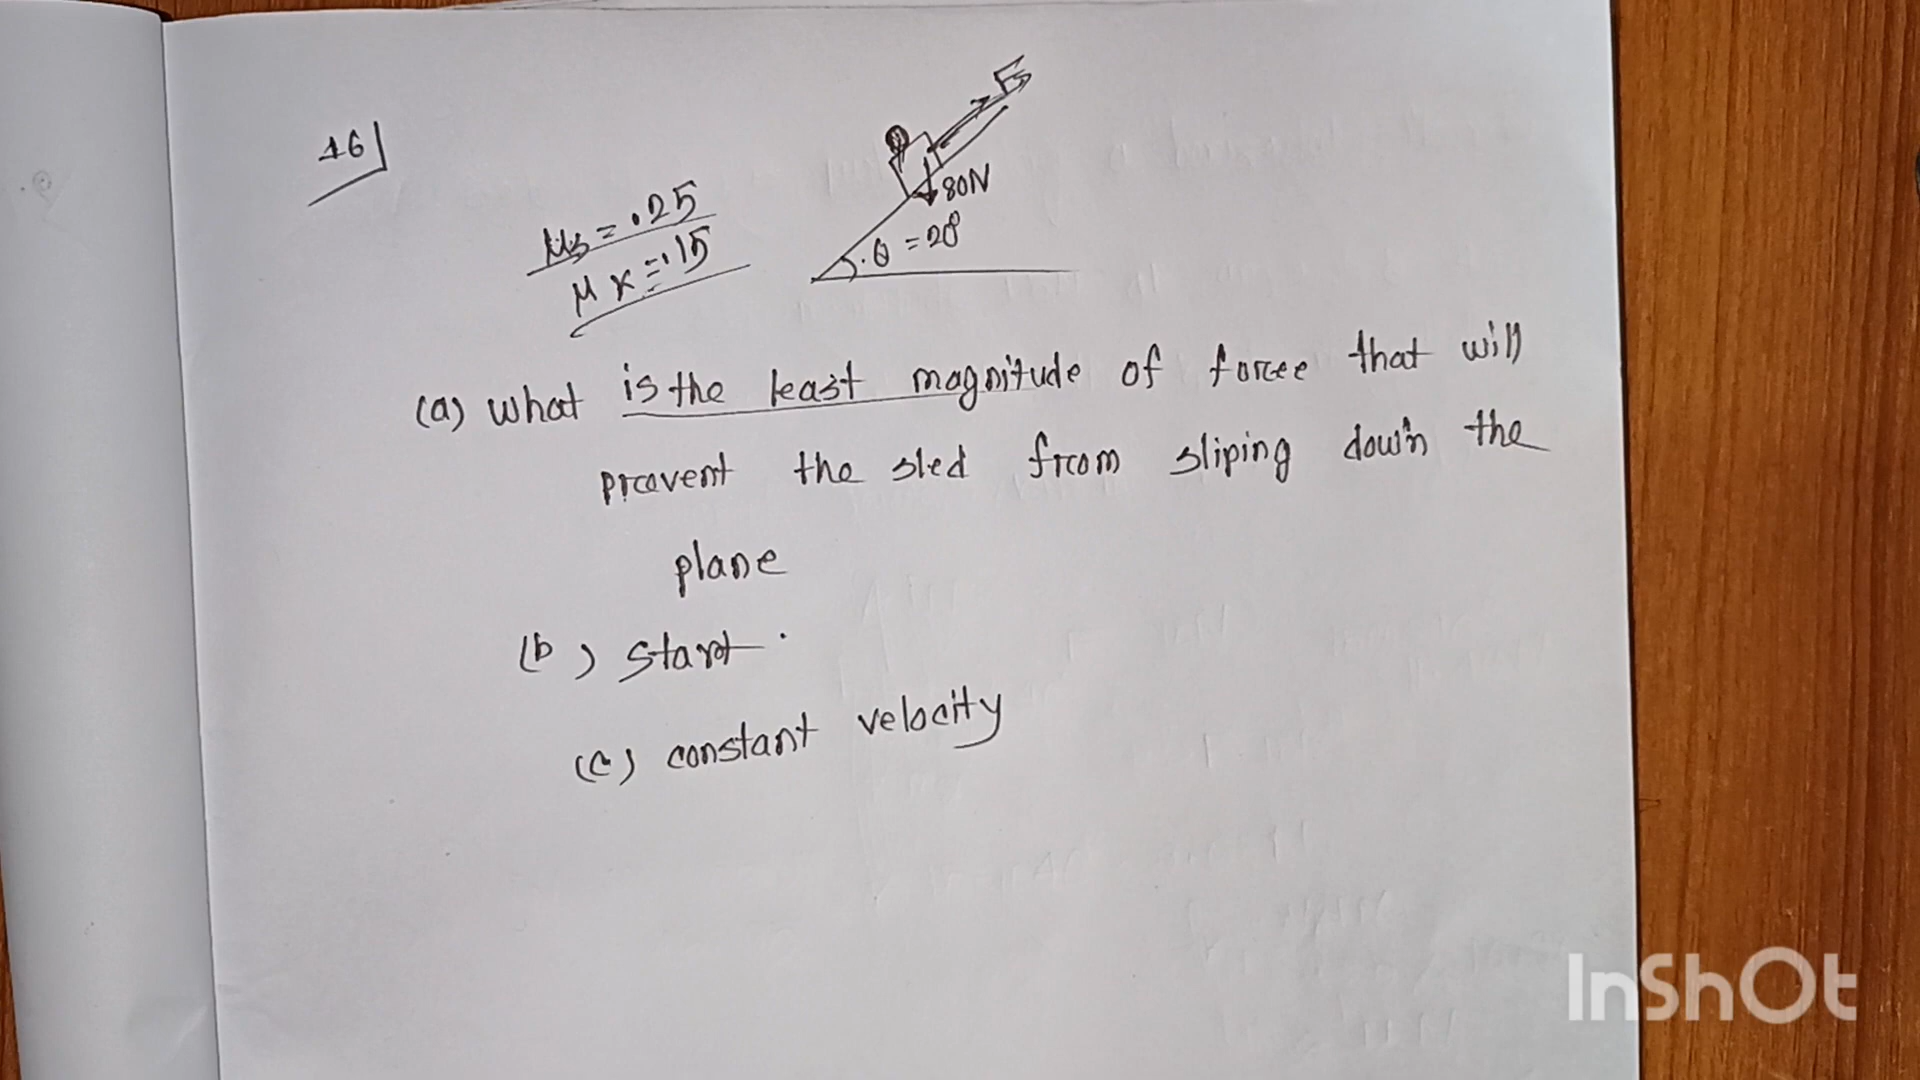 16
F
80N
θ = 20°
μs = .25
μk = .15
(a) what is the least magnitude of force that will
prevent the sled from sliping down the
plane
(b) start
(c) constant velocity
InShOt